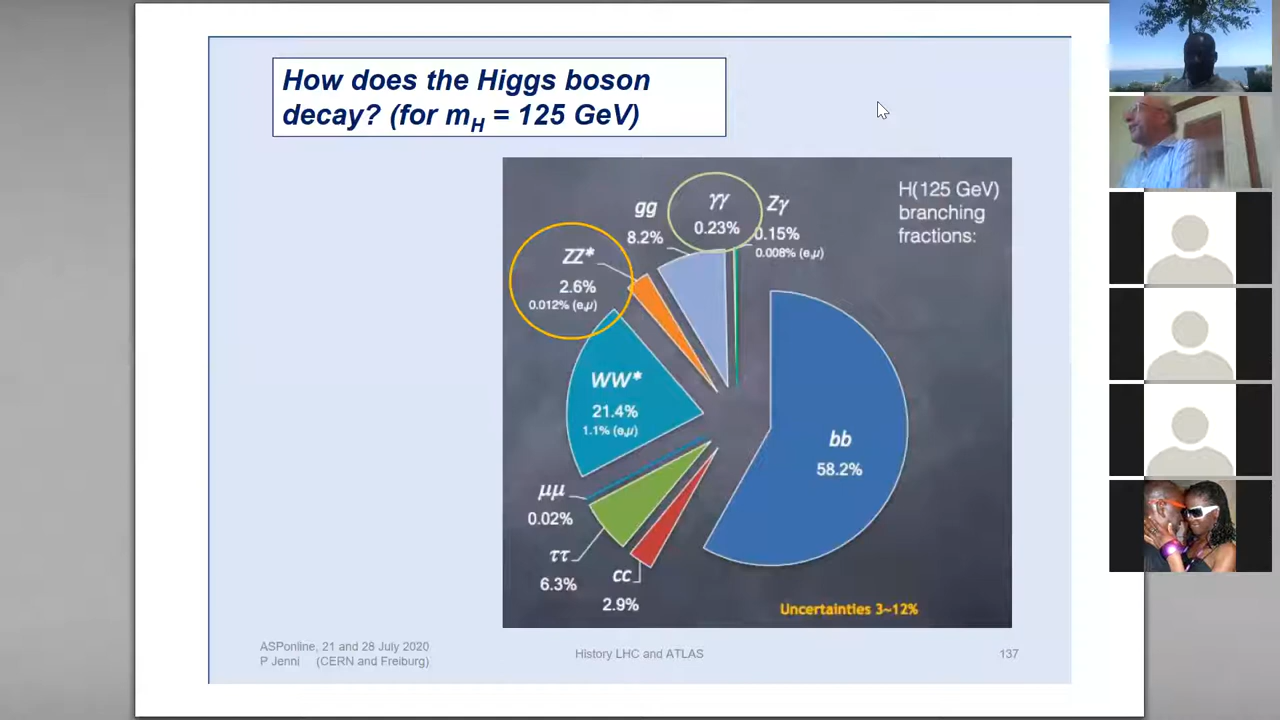 How does the Higgs boson
decay? (for mH = 125 GeV)
H(125 GeV)
branching
fractions:
γγ
0.23%
Zγ
0.15%
0.008% (e,μ)
gg
8.2%
ZZ*
2.6%
0.012% (e,μ)
WW*
21.4%
1.1% (e,μ)
bb
58.2%
μμ
0.02%
ττ
6.3%
cc
2.9%
Uncertainties 3~12%
ASPonline, 21 and 28 July 2020
P Jenni (CERN and Freiburg)
History LHC and ATLAS
137